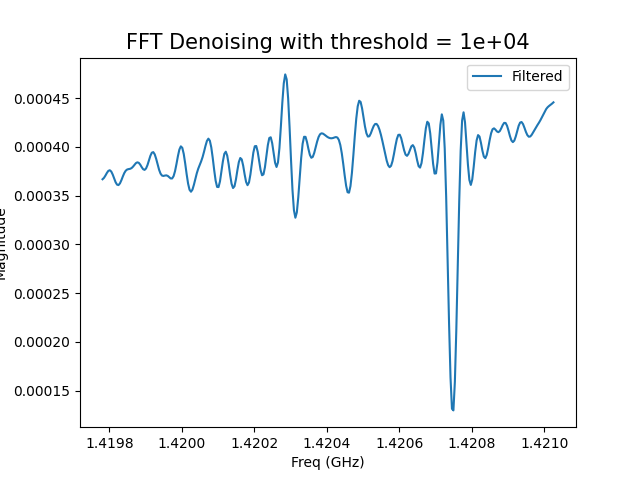 FFT Denoising with threshold = 1e+04
Filtered
0.00045
0.00040
0.00035
0.00030
0.00025
0.00020
0.00015
Magnitude
1.4198 1.4200 1.4202 1.4204 1.4206 1.4208 1.4210
Freq (GHz)